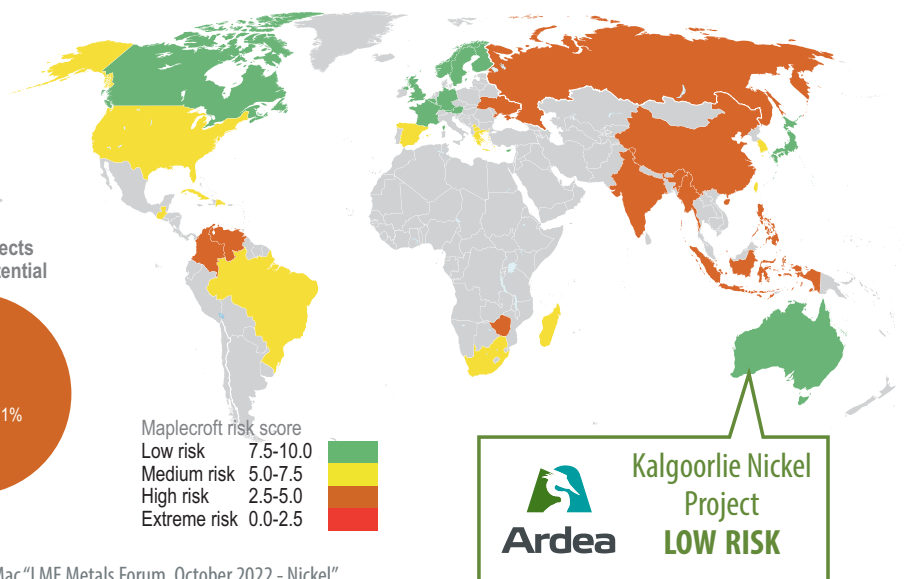 ects
ential
1%
Maplecroft risk score
Low risk 7.5-10.0
Medium risk 5.0-7.5
High risk 2.5-5.0
Extreme risk 0.0-2.5
Ardea
Kalgoorlie Nickel
Project
LOW RISK
Mac "LME Metals Forum, October 2022 - Nickel"